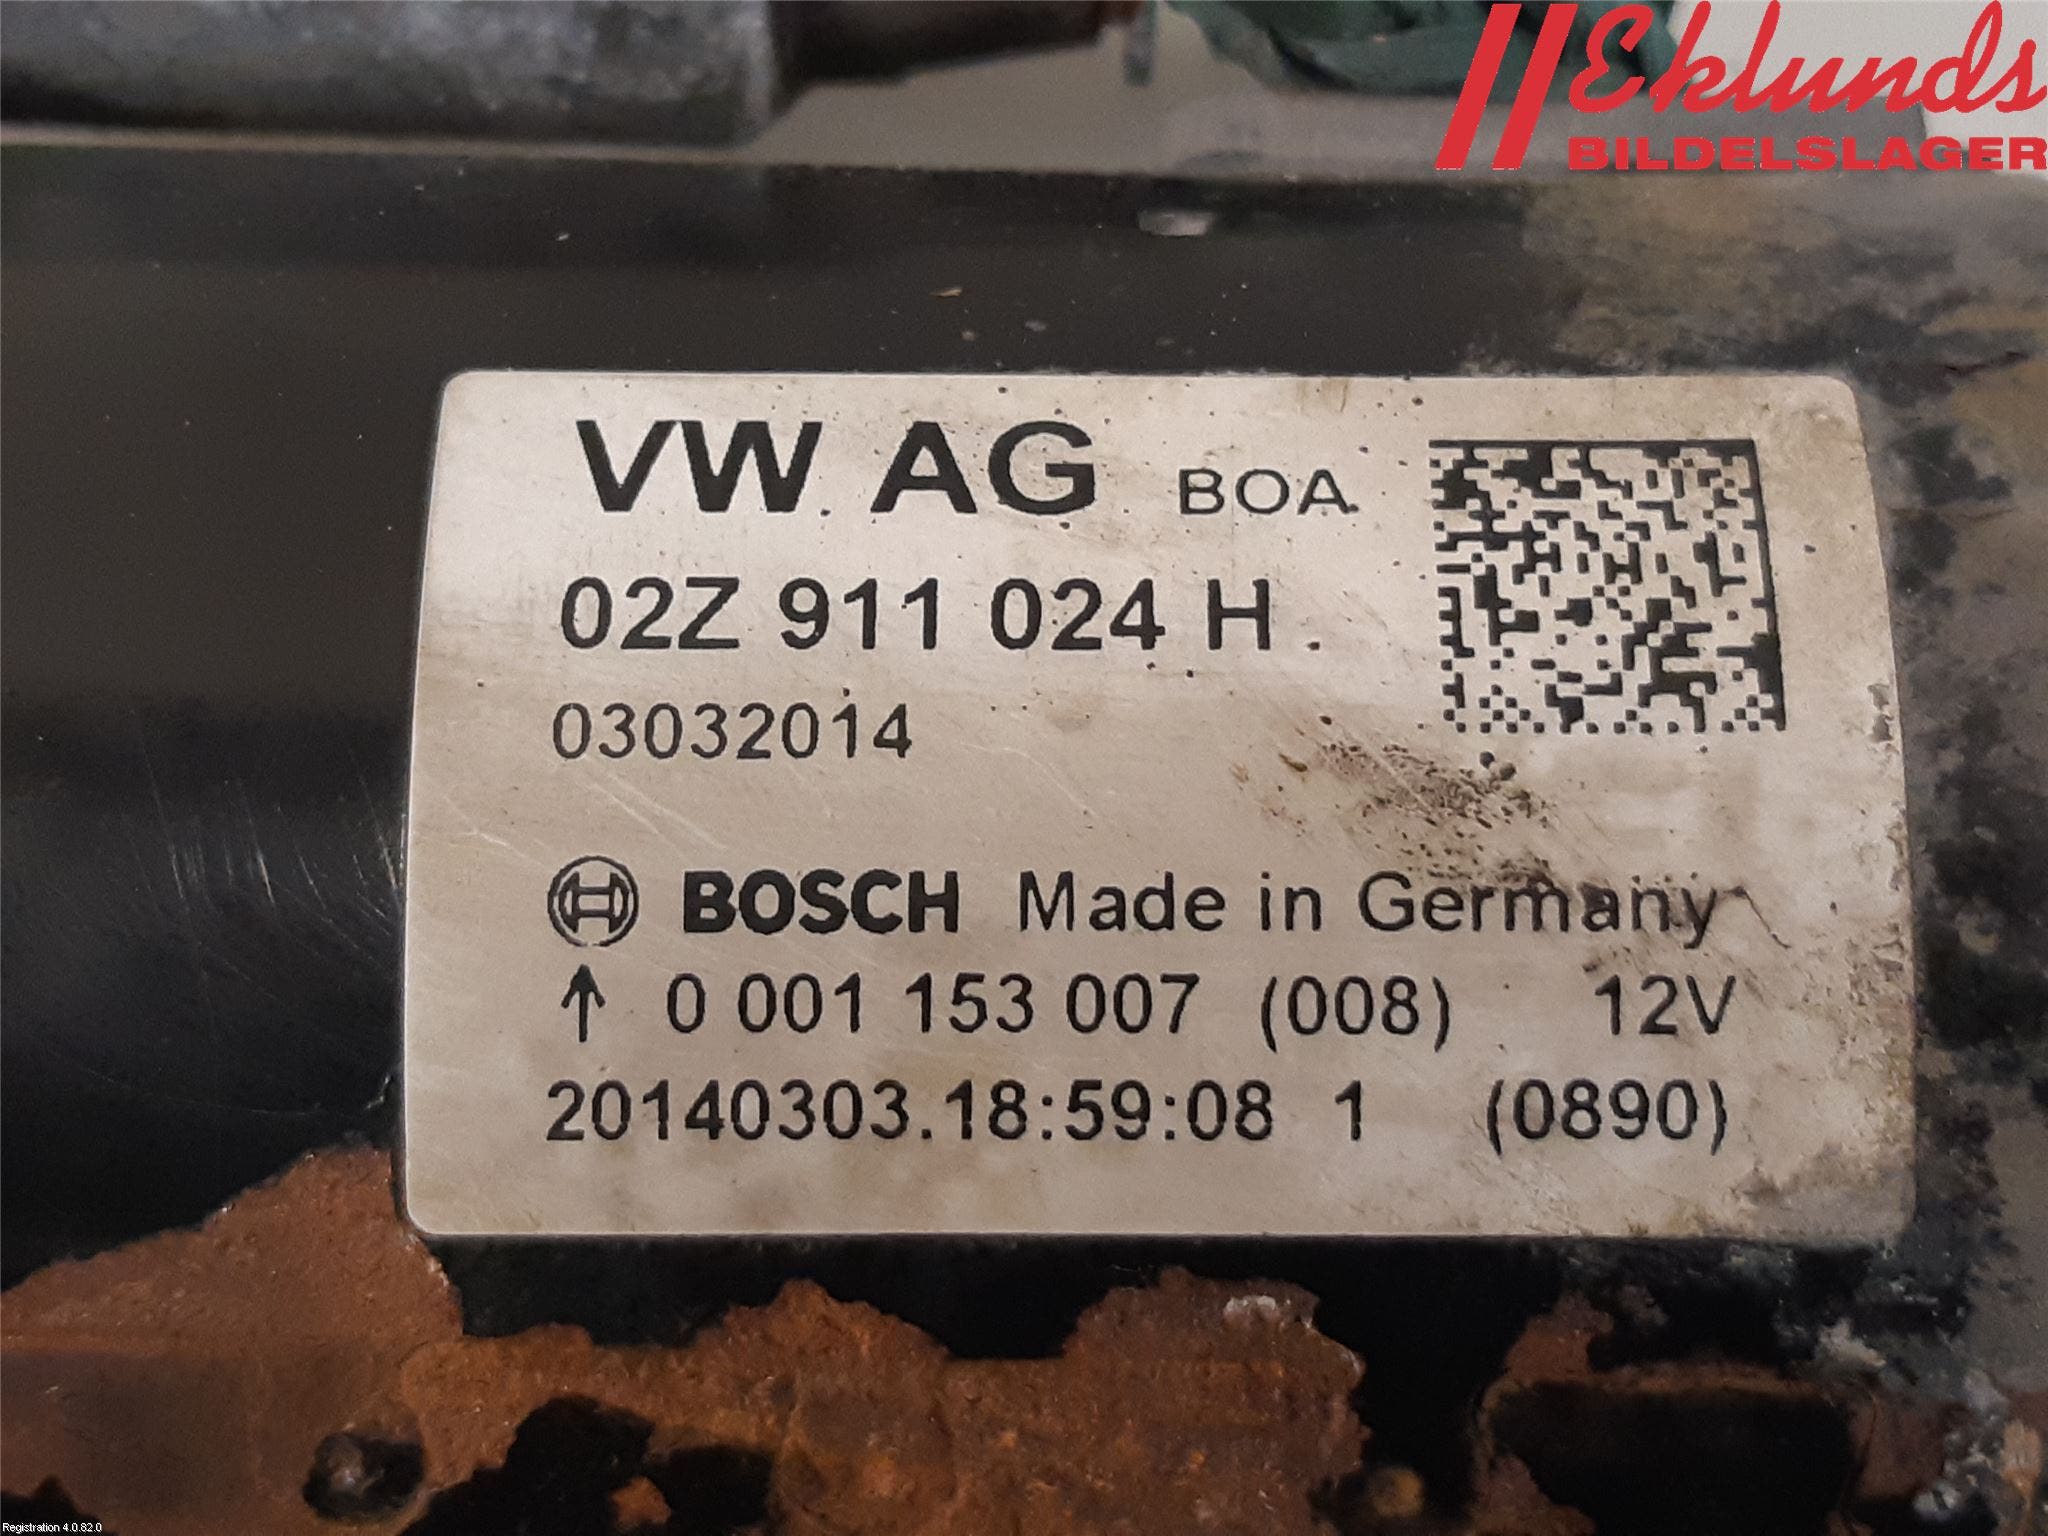 Eklunds
BILDELSLAGER
VW AG BOA
02Z 911 024 H
03032014
BOSCH Made in Germany
↑ 0 001 153 007 (008) 12V
20140303.18:59:08 1 (0890)
Registration 4.0.82.0